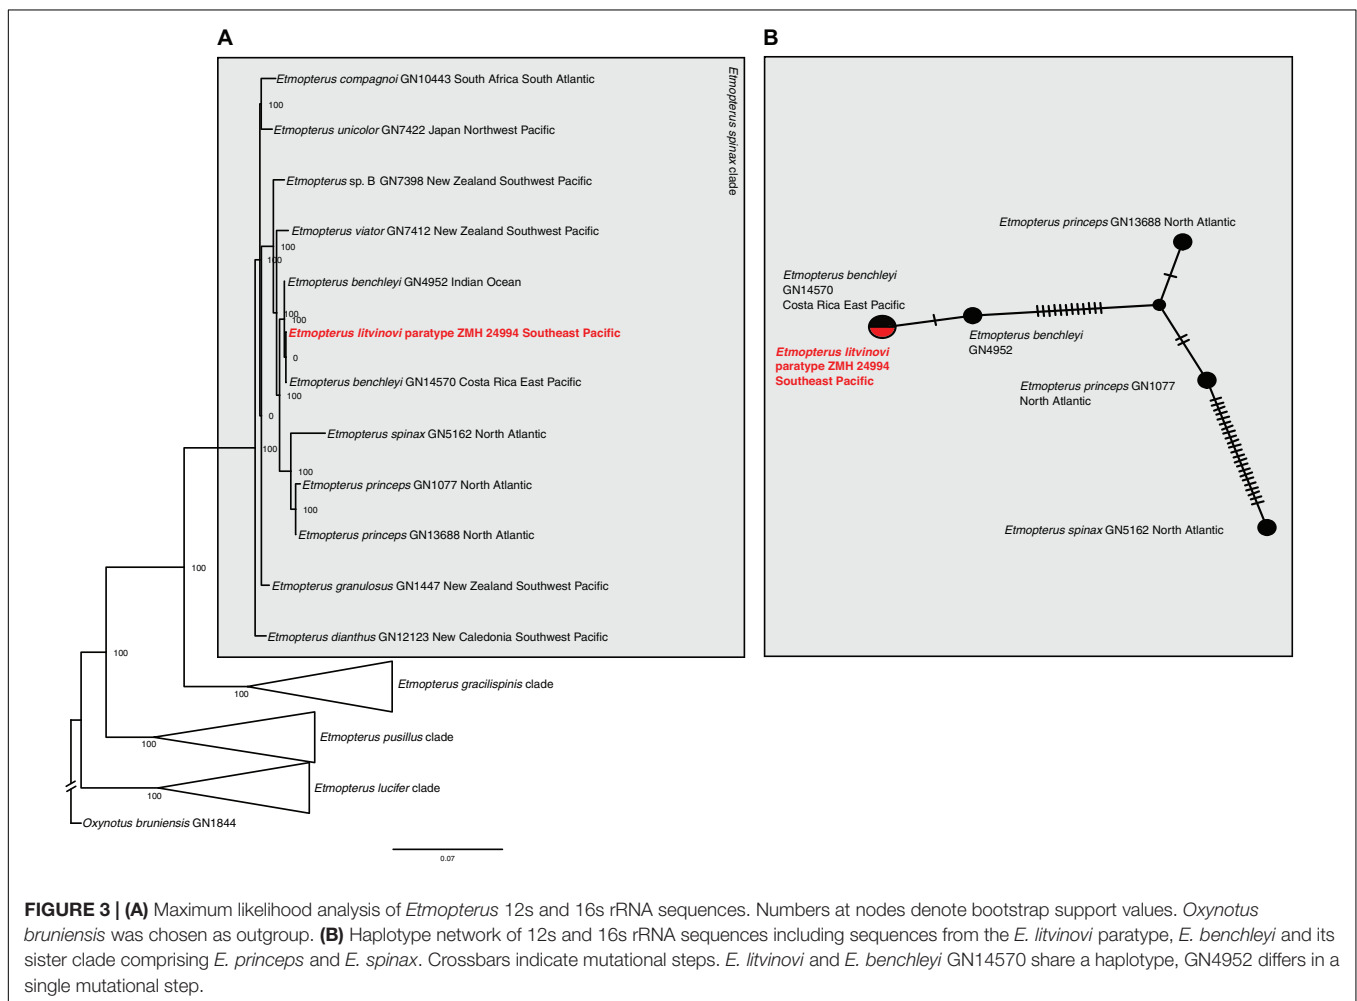 A
Etmopterus compagnoi GN10443 South Africa South Atlantic
100
Etmopterus unicolor GN7422 Japan Northwest Pacific
Etmopterus sp. B GN7398 New Zealand Southwest Pacific
Etmopterus viator GN7412 New Zealand Southwest Pacific
100
100
Etmopterus benchleyi GN4952 Indian Ocean
100
100
Etmopterus litvinovi paratype ZMH 24994 Southeast Pacific
0
Etmopterus benchleyi GN14570 Costa Rica East Pacific
100
0
Etmopterus spinax GN5162 North Atlantic
100
100
Etmopterus princeps GN1077 North Atlantic
100
Etmopterus princeps GN13688 North Atlantic
100
Etmopterus granulosus GN1447 New Zealand Southwest Pacific
Etmopterus dianthus GN12123 New Caledonia Southwest Pacific
Etmopterus spinax clade
100
Etmopterus gracilispinis clade
100
Etmopterus pusillus clade
100
Etmopterus lucifer clade
100
Oxynotus bruniensis GN1844
0.07
B
Etmopterus princeps GN13688 North Atlantic
Etmopterus benchleyi
GN14570
Costa Rica East Pacific
Etmopterus benchleyi
GN4952
Etmopterus litvinovi
paratype ZMH 24994
Southeast Pacific
Etmopterus princeps GN1077
North Atlantic
Etmopterus spinax GN5162 North Atlantic
FIGURE 3 | (A) Maximum likelihood analysis of Etmopterus 12s and 16s rRNA sequences. Numbers at nodes denote bootstrap support values. Oxynotus
bruniensis was chosen as outgroup. (B) Haplotype network of 12s and 16s rRNA sequences including sequences from the E. litvinovi paratype, E. benchleyi and its
sister clade comprising E. princeps and E. spinax. Crossbars indicate mutational steps. E. litvinovi and E. benchleyi GN14570 share a haplotype, GN4952 differs in a
single mutational step.